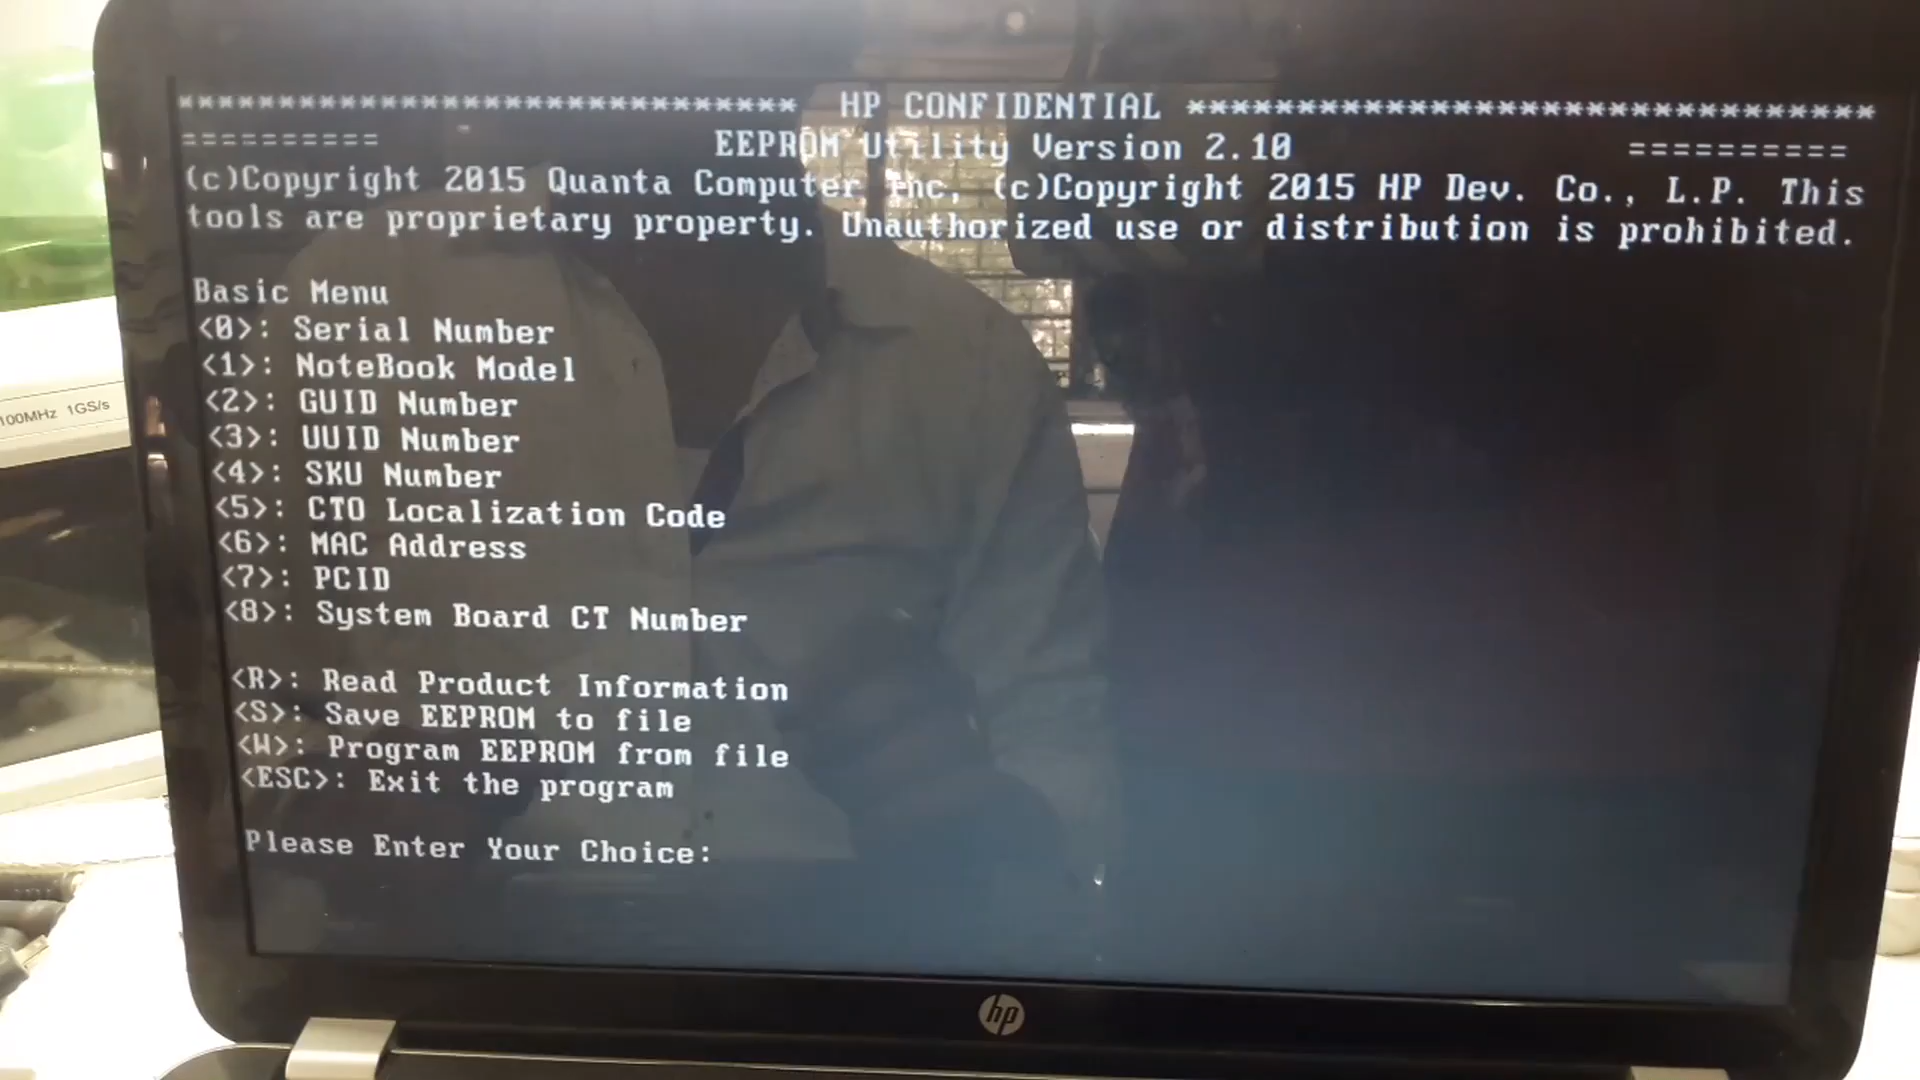 ****************************** HP CONFIDENTIAL ********************************
========== EEPROM Utility Version 2.10 ==========
(c)Copyright 2015 Quanta Computer Inc, (c)Copyright 2015 HP Dev. Co., L.P. This
tools are proprietary property. Unauthorized use or distribution is prohibited.
Basic Menu
<0>: Serial Number
<1>: NoteBook Model
<2>: GUID Number
<3>: UUID Number
<4>: SKU Number
<5>: CTO Localization Code
<6>: MAC Address
<7>: PCID
<8>: System Board CT Number
<R>: Read Product Information
<S>: Save EEPROM to file
<W>: Program EEPROM from file
<ESC>: Exit the program
Please Enter Your Choice:
100MHz 1GS/s
hp